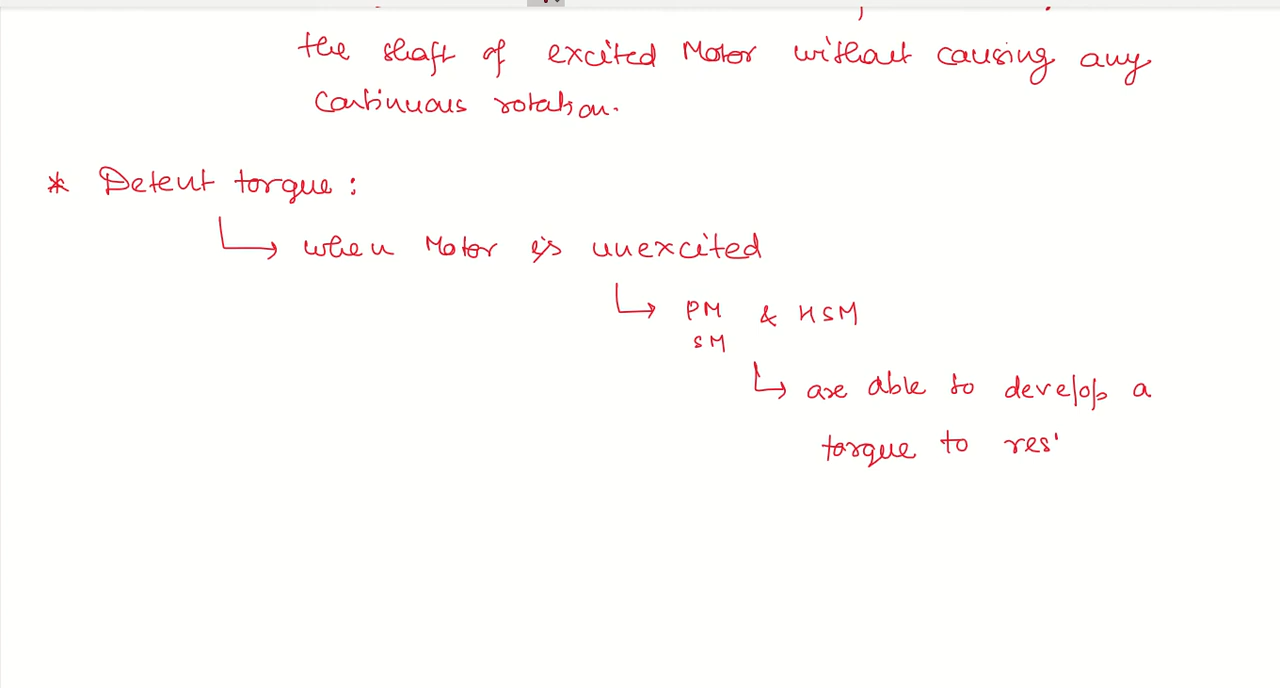 the shaft of excited Motor without causing any
continuous rotation.
* Detent torque :
↳ when Motor is unexcited
↳ PM & HSM
SM
↳ are able to develop a
torque to res